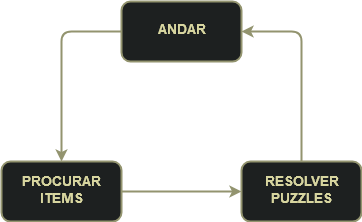 ANDAR
PROCURAR
ITEMS
RESOLVER
PUZZLES